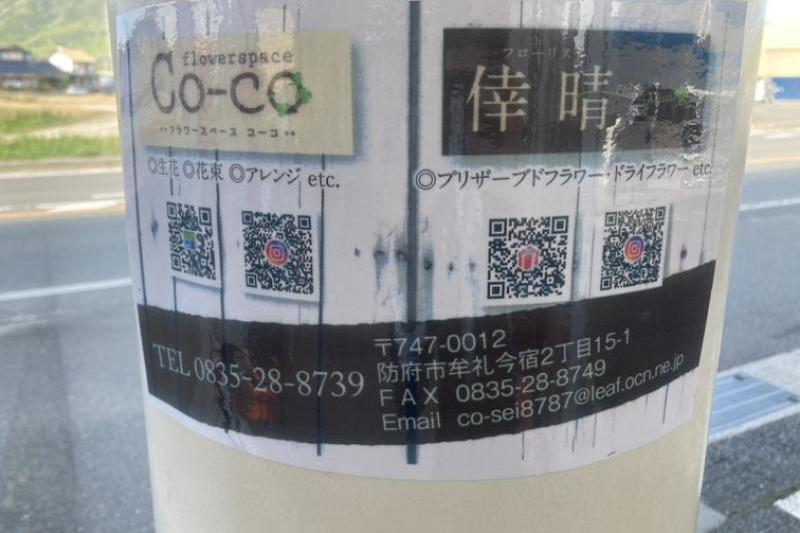 flowerspace
Co-co
フラワースペース コーコ
◎生花 ◎花束 ◎アレンジ etc.
フローリスト
倖晴
◎プリザーブドフラワー・ドライフラワー etc.
TEL 0835-28-8739
〒747-0012
防府市牟礼今宿2丁目15-1
FAX 0835-28-8749
Email co-sei8787@leaf.ocn.ne.jp